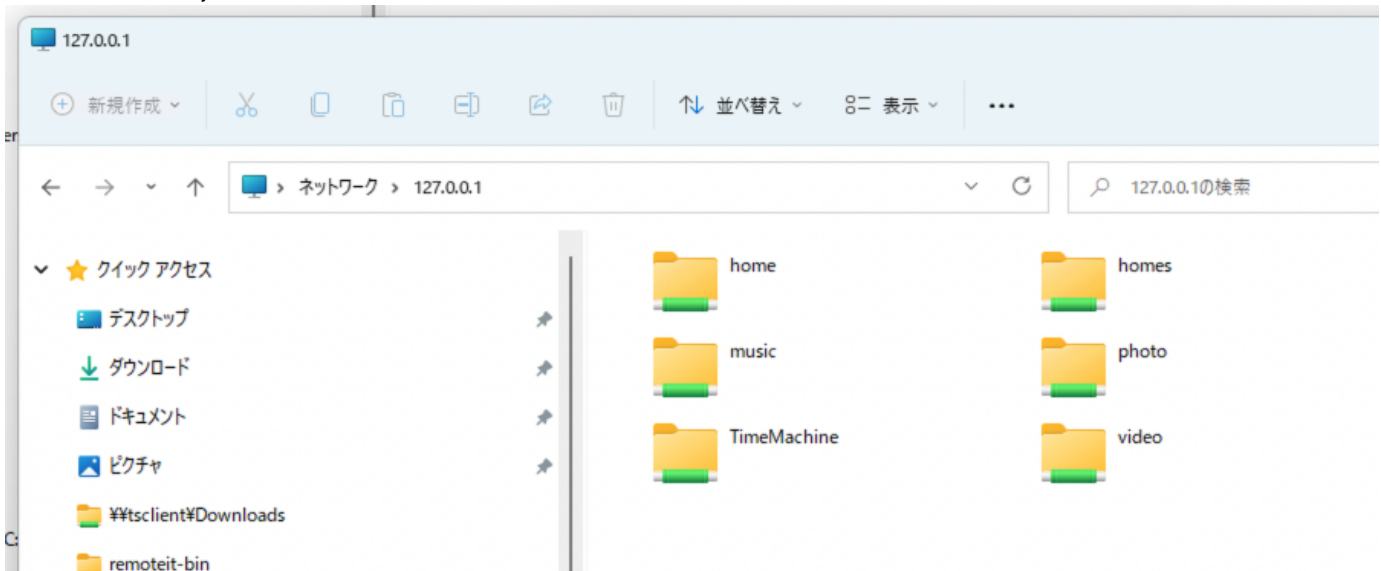 127.0.0.1
新規作成
並べ替え
表示
ネットワーク > 127.0.0.1
127.0.0.1の検索
クイック アクセス
デスクトップ
ダウンロード
ドキュメント
ピクチャ
¥¥tsclient¥Downloads
remoteit-bin
home
homes
music
photo
TimeMachine
video
er
C: